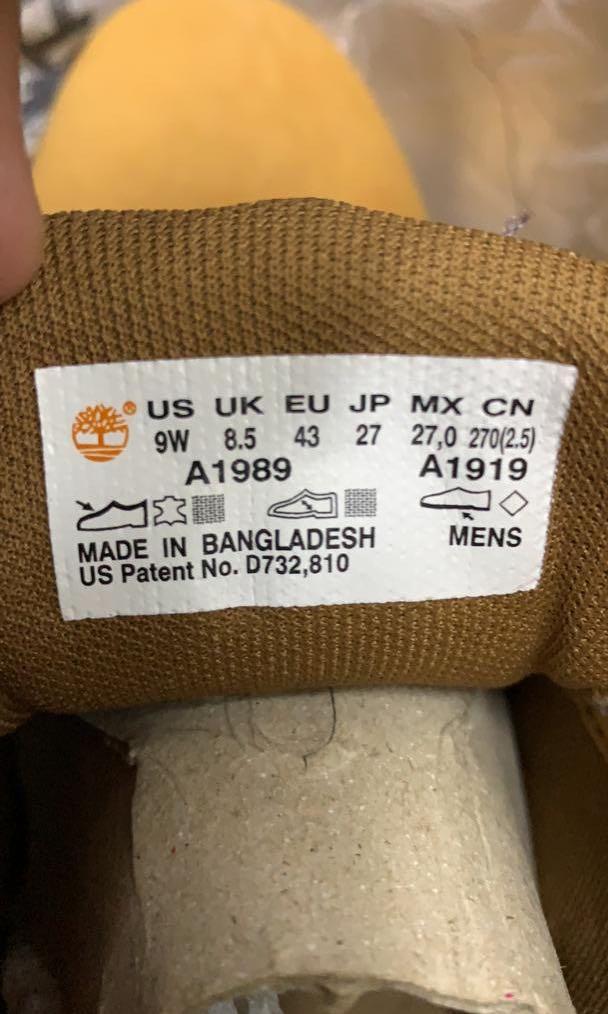 ® US UK EU JP MX CN
9W 8.5 43 27 27,0 270(2.5)
A1989 A1919
MADE IN BANGLADESH MENS
US Patent No. D732,810